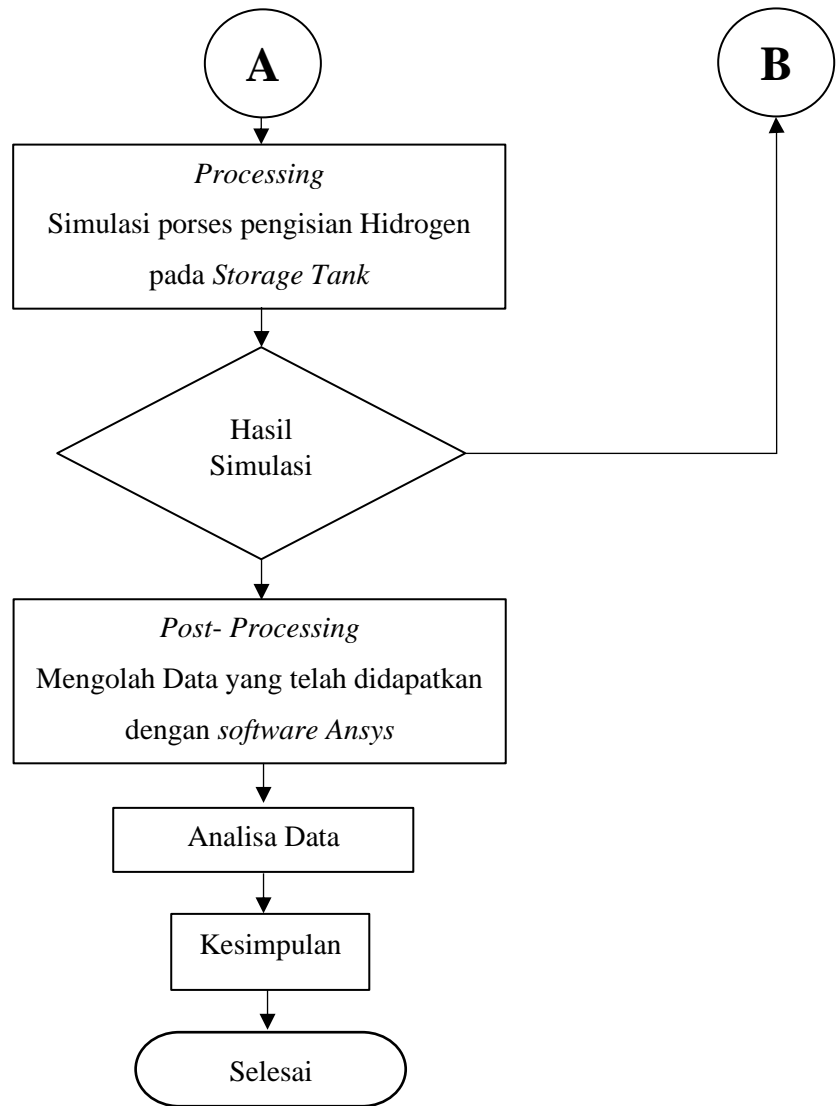 A
B
Processing
Simulasi porses pengisian Hidrogen
pada Storage Tank
Hasil
Simulasi
Post- Processing
Mengolah Data yang telah didapatkan
dengan software Ansys
Analisa Data
Kesimpulan
Selesai